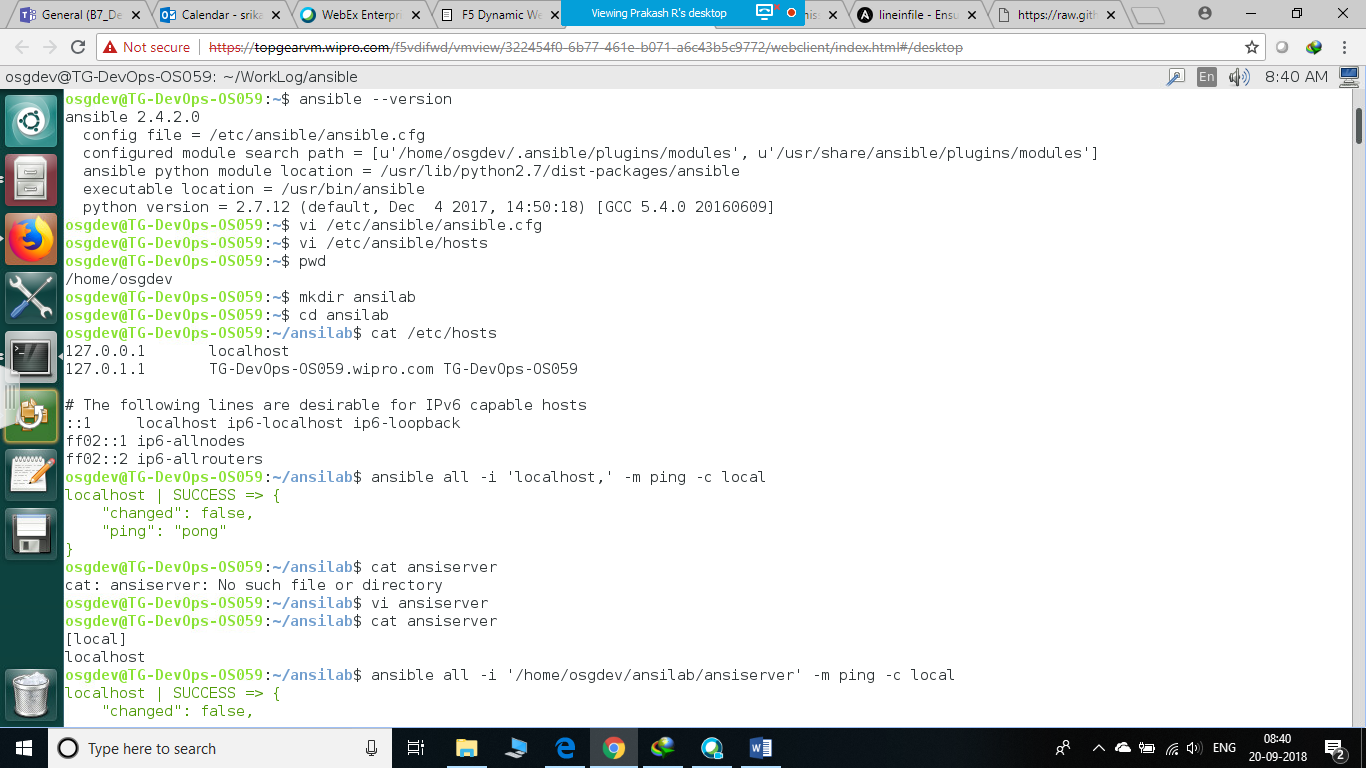 General (B7_De
Calendar - srika
WebEx Enterpri
F5 Dynamic We
Viewing Prakash R's desktop
lineinfile - Ensu
https://raw.gith
Not secure https://topgearvm.wipro.com/f5vdifwd/vmview/322454f0-6b77-461e-b071-a6c43b5c9772/webclient/index.html#/desktop
osgdev@TG-DevOps-OS059: ~/WorkLog/ansible
En
8:40 AM
osgdev@TG-DevOps-OS059:~$ ansible --version
ansible 2.4.2.0
  config file = /etc/ansible/ansible.cfg
  configured module search path = [u'/home/osgdev/.ansible/plugins/modules', u'/usr/share/ansible/plugins/modules']
  ansible python module location = /usr/lib/python2.7/dist-packages/ansible
  executable location = /usr/bin/ansible
  python version = 2.7.12 (default, Dec  4 2017, 14:50:18) [GCC 5.4.0 20160609]
osgdev@TG-DevOps-OS059:~$ vi /etc/ansible/ansible.cfg
osgdev@TG-DevOps-OS059:~$ vi /etc/ansible/hosts
osgdev@TG-DevOps-OS059:~$ pwd
/home/osgdev
osgdev@TG-DevOps-OS059:~$ mkdir ansilab
osgdev@TG-DevOps-OS059:~$ cd ansilab
osgdev@TG-DevOps-OS059:~/ansilab$ cat /etc/hosts
127.0.0.1       localhost
127.0.1.1       TG-DevOps-OS059.wipro.com TG-DevOps-OS059
# The following lines are desirable for IPv6 capable hosts
::1     localhost ip6-localhost ip6-loopback
ff02::1 ip6-allnodes
ff02::2 ip6-allrouters
osgdev@TG-DevOps-OS059:~/ansilab$ ansible all -i 'localhost,' -m ping -c local
localhost | SUCCESS => {
    "changed": false,
    "ping": "pong"
}
osgdev@TG-DevOps-OS059:~/ansilab$ cat ansiserver
cat: ansiserver: No such file or directory
osgdev@TG-DevOps-OS059:~/ansilab$ vi ansiserver
osgdev@TG-DevOps-OS059:~/ansilab$ cat ansiserver
[local]
localhost
osgdev@TG-DevOps-OS059:~/ansilab$ ansible all -i '/home/osgdev/ansilab/ansiserver' -m ping -c local
localhost | SUCCESS => {
    "changed": false,
Type here to search
ENG
08:40
20-09-2018
2